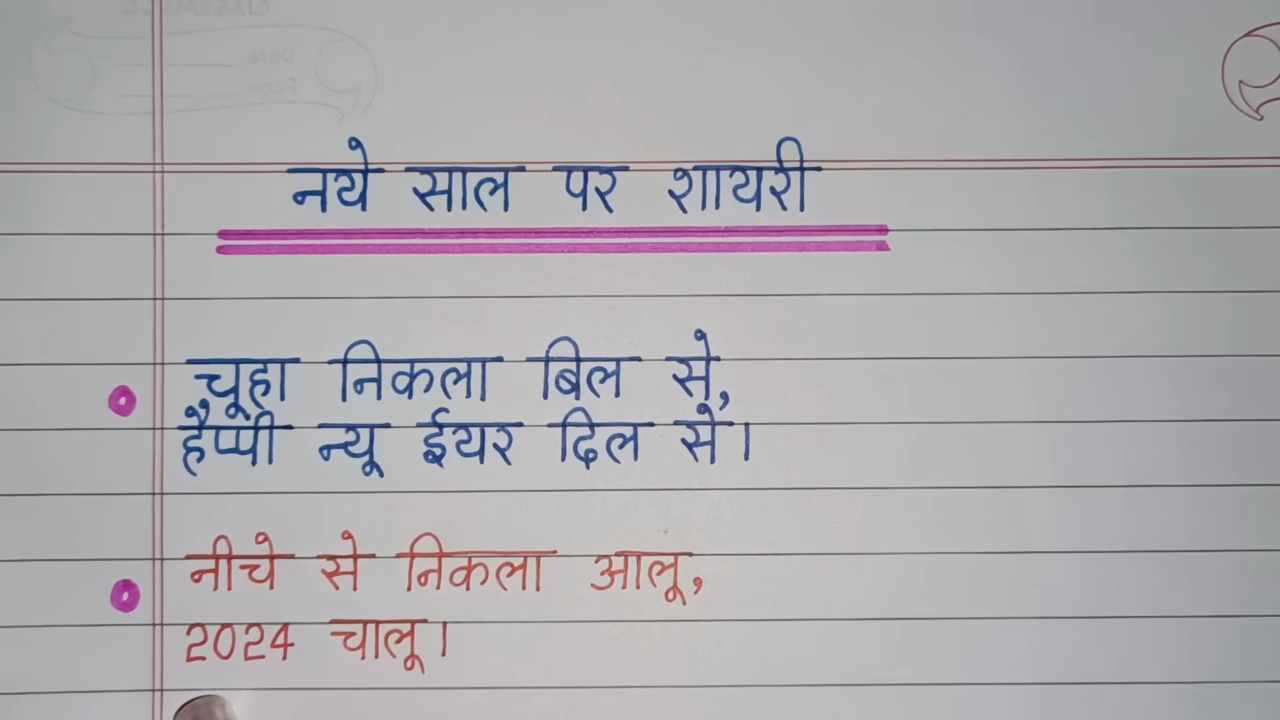 नये साल पर शायरी
चूहा निकला बिल से,
हैप्पी न्यू ईयर दिल से।
नीचे से निकला आलू,
2024 चालू।